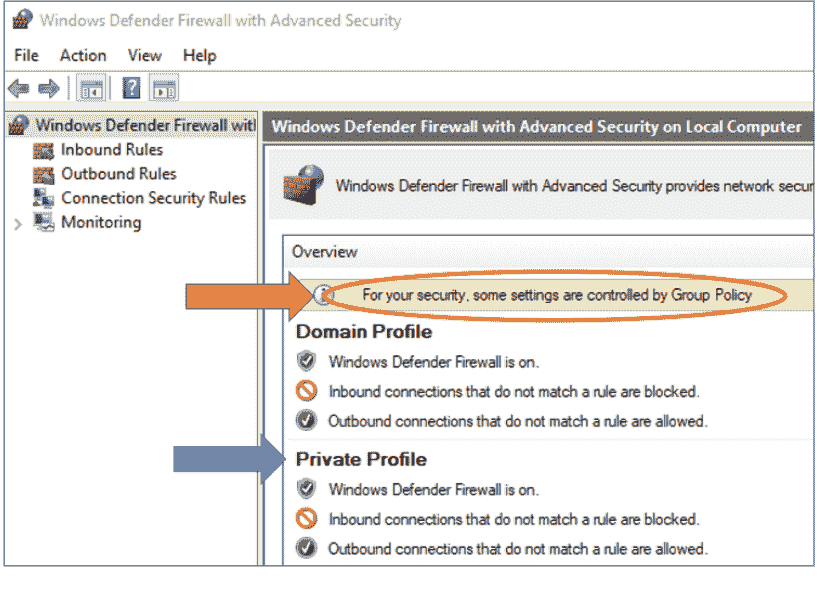 Windows Defender Firewall with Advanced Security
File Action View Help
Windows Defender Firewall with
Inbound Rules
Outbound Rules
Connection Security Rules
Monitoring
Windows Defender Firewall with Advanced Security on Local Computer
Windows Defender Firewall with Advanced Security provides network secur
Overview
For your security, some settings are controlled by Group Policy
Domain Profile
Windows Defender Firewall is on.
Inbound connections that do not match a rule are blocked.
Outbound connections that do not match a rule are allowed.
Private Profile
Windows Defender Firewall is on.
Inbound connections that do not match a rule are blocked.
Outbound connections that do not match a rule are allowed.